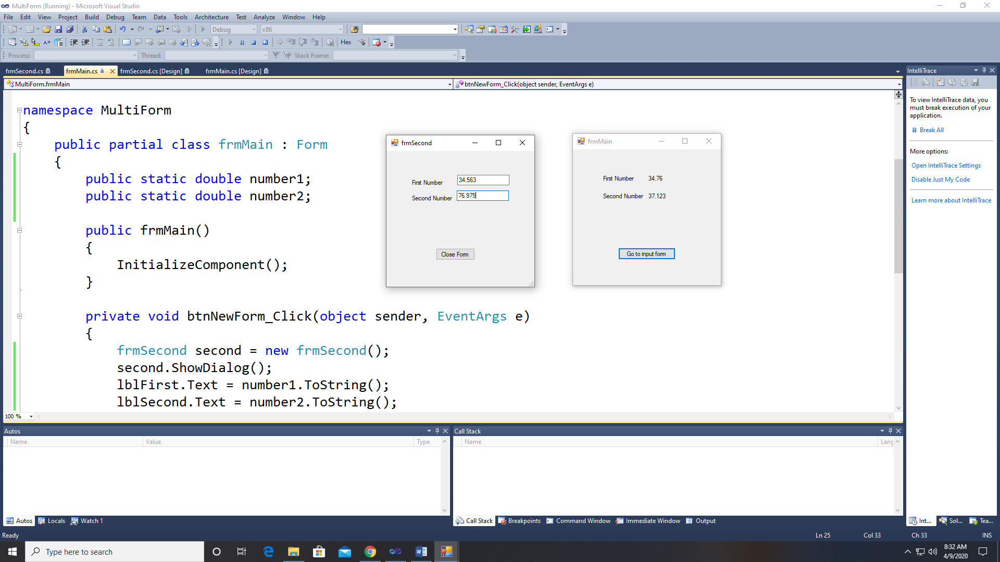 MultiForm (Running) - Microsoft Visual Studio
File Edit View Project Build Debug Team Data Tools Architecture Test Analyze Window Help
Debug x86
Hex
Process: Thread: Stack Frame:
frmSecond.cs frmMain.cs frmSecond.cs [Design] frmMain.cs [Design]
MultiForm.frmMain btnNewForm_Click(object sender, EventArgs e)
namespace MultiForm
{
public partial class frmMain : Form
{
public static double number1;
public static double number2;
public frmMain()
{
InitializeComponent();
}
private void btnNewForm_Click(object sender, EventArgs e)
{
frmSecond second = new frmSecond();
second.ShowDialog();
lblFirst.Text = number1.ToString();
lblSecond.Text = number2.ToString();
100 %
frmSecond
First Number 34.563
Second Number 76.975
Close Form
frmMain
First Number 34.76
Second Number 37.123
Go to input form
IntelliTrace
To view IntelliTrace data, you
must break execution of your
application.
Break All
More options:
Open IntelliTrace Settings
Disable Just My Code
Learn more about IntelliTrace
Autos
Name Value Type
Call Stack
Name Lang
Autos Locals Watch 1
Call Stack Breakpoints Command Window Immediate Window Output
Int... Sol... Tea...
Ready Ln 25 Col 33 Ch 33 INS
Type here to search
8:32 AM
4/9/2020